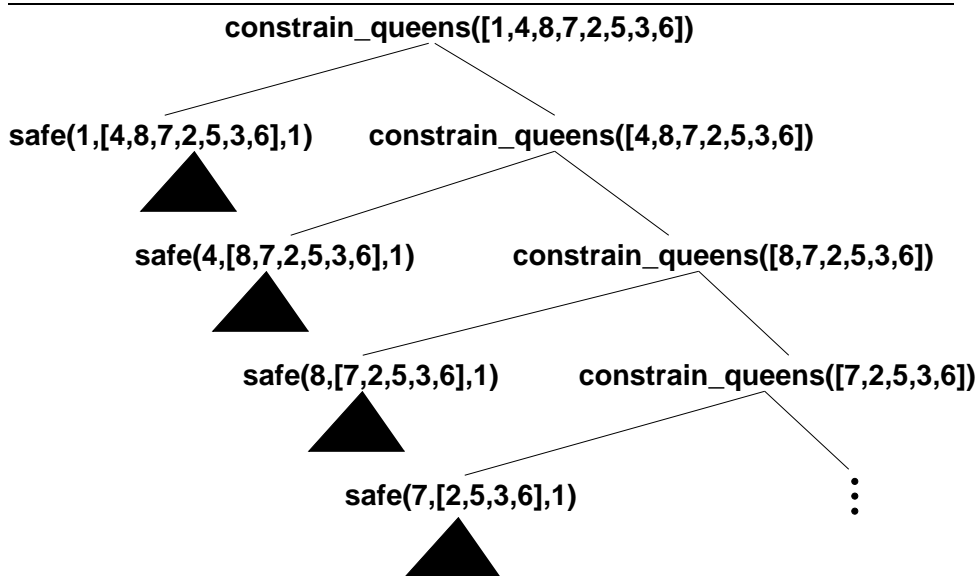 constrain_queens([1,4,8,7,2,5,3,6])
safe(1,[4,8,7,2,5,3,6],1) constrain_queens([4,8,7,2,5,3,6])
safe(4,[8,7,2,5,3,6],1) constrain_queens([8,7,2,5,3,6])
safe(8,[7,2,5,3,6],1) constrain_queens([7,2,5,3,6])
safe(7,[2,5,3,6],1)